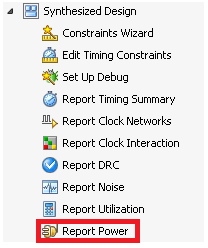 Synthesized Design
Constraints Wizard
Edit Timing Constraints
Set Up Debug
Report Timing Summary
Report Clock Networks
Report Clock Interaction
Report DRC
Report Noise
Report Utilization
Report Power